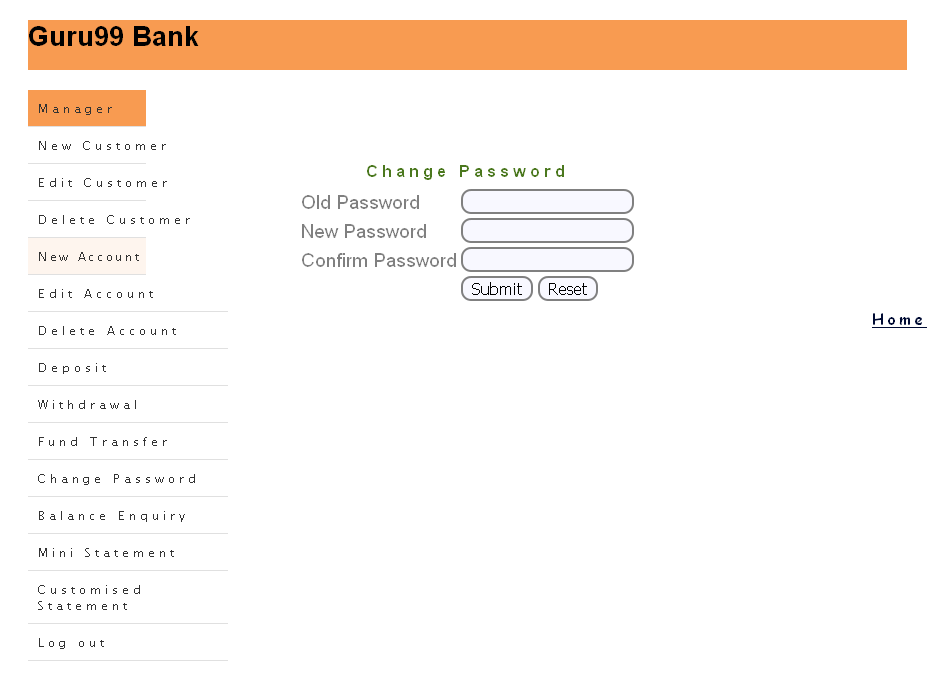 Guru99 Bank
Manager
New Customer
Edit Customer
Delete Customer
New Account
Edit Account
Delete Account
Deposit
Withdrawal
Fund Transfer
Change Password
Balance Enquiry
Mini Statement
Customised
Statement
Log out
Change Password
Old Password
New Password
Confirm Password
Submit Reset
Home